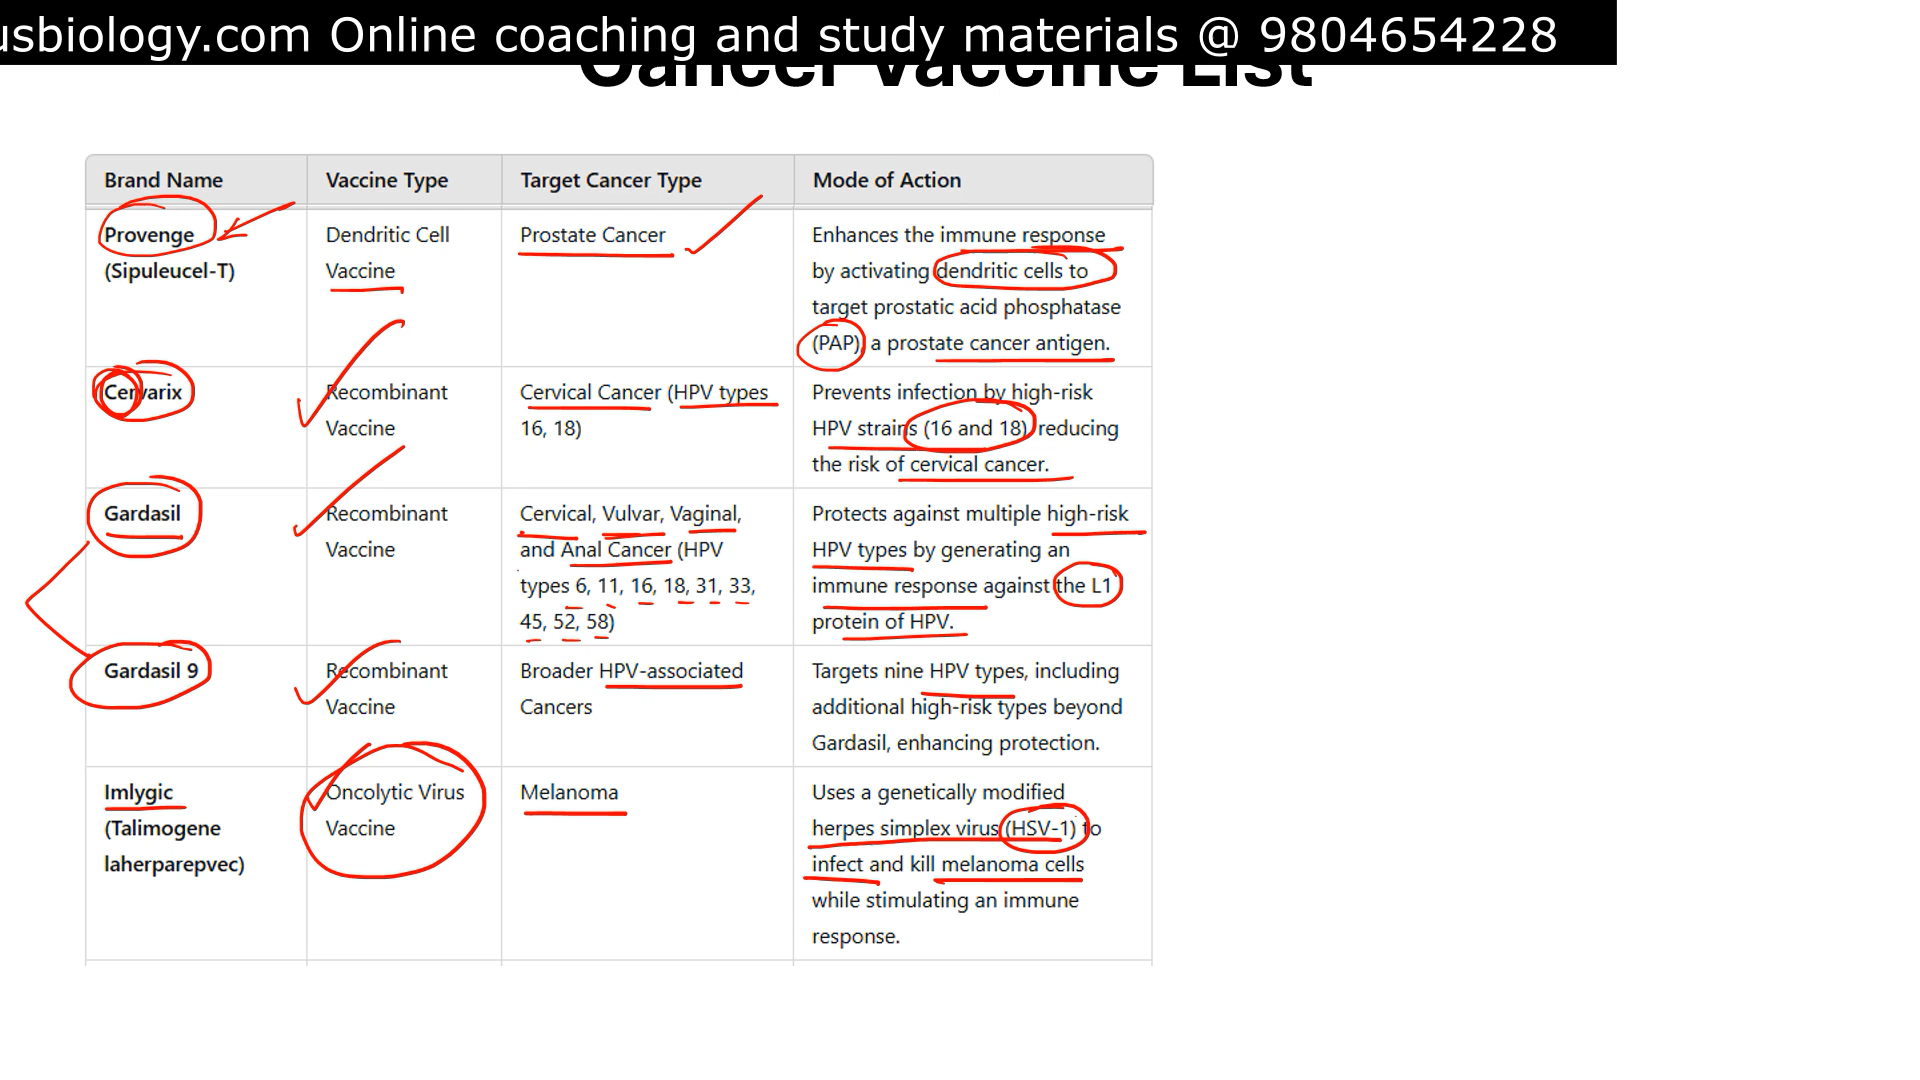 usbiology.com Online coaching and study materials @ 9804654228
Cancer Vaccine List
Brand Name Vaccine Type Target Cancer Type Mode of Action
Provenge Dendritic Cell Prostate Cancer Enhances the immune response
(Sipuleucel-T) Vaccine by activating dendritic cells to
target prostatic acid phosphatase
(PAP), a prostate cancer antigen.
Cervarix Recombinant Cervical Cancer (HPV types Prevents infection by high-risk
Vaccine 16, 18) HPV strains (16 and 18), reducing
the risk of cervical cancer.
Gardasil Recombinant Cervical, Vulvar, Vaginal, Protects against multiple high-risk
Vaccine and Anal Cancer (HPV HPV types by generating an
types 6, 11, 16, 18, 31, 33, immune response against the L1
45, 52, 58) protein of HPV.
Gardasil 9 Recombinant Broader HPV-associated Targets nine HPV types, including
Vaccine Cancers additional high-risk types beyond
Gardasil, enhancing protection.
Imlygic Oncolytic Virus Melanoma Uses a genetically modified
(Talimogene Vaccine herpes simplex virus (HSV-1) to
laherparepvec) infect and kill melanoma cells
while stimulating an immune
response.